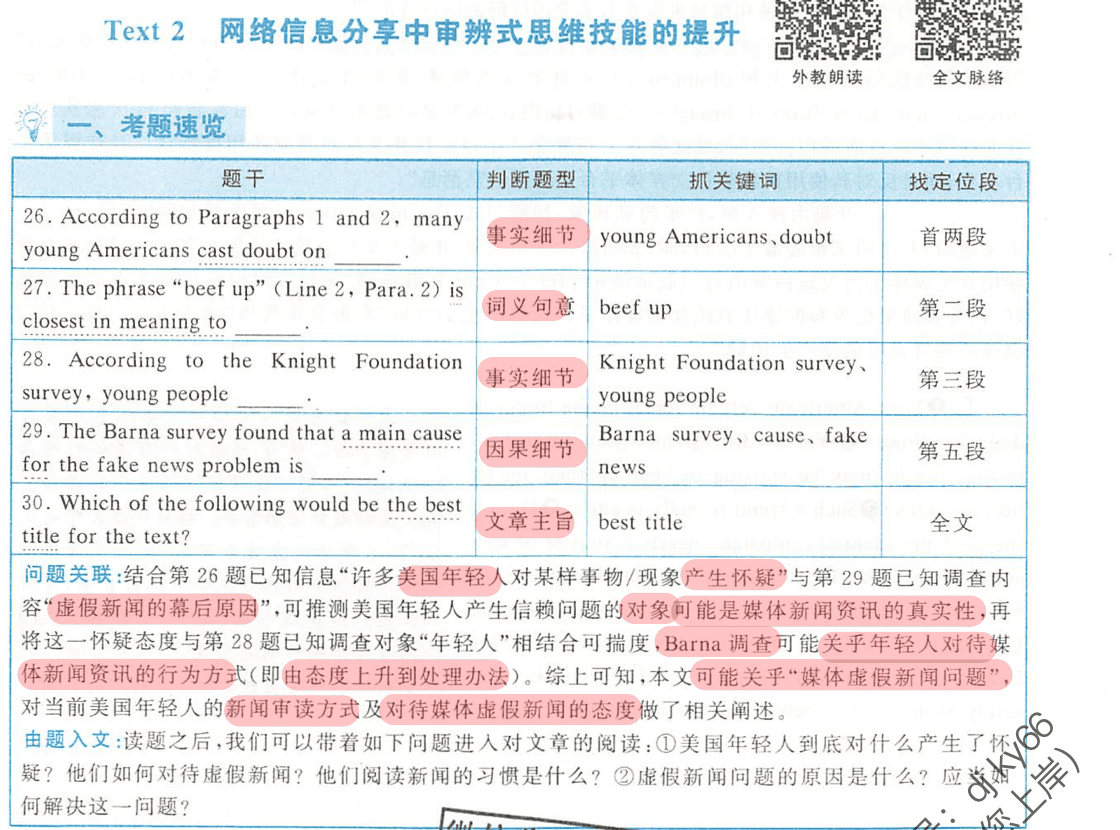 Text 2 网络信息分享中审辨式思维技能的提升
外教朗读 全文脉络
一、考题速览
题干 判断题型 抓关键词 找定位段
26. According to Paragraphs 1 and 2, many
young Americans cast doubt on ________ .
事实细节 young Americans、doubt 首两段
27. The phrase “beef up” (Line 2, Para. 2) is
closest in meaning to ________ .
词义句意 beef up 第二段
28. According to the Knight Foundation
survey, young people ________ .
事实细节 Knight Foundation survey、
young people
第三段
29. The Barna survey found that a main cause
for the fake news problem is ________ .
因果细节 Barna survey、cause、fake
news
第五段
30. Which of the following would be the best
title for the text?
文章主旨 best title 全文
问题关联:结合第 26 题已知信息“许多美国年轻人对某样事物/现象产生怀疑”与第 29 题已知调查内
容“虚假新闻的幕后原因”,可推测美国年轻人产生信赖问题的对象可能是媒体新闻资讯的真实性,再
将这一怀疑态度与第 28 题已知调查对象“年轻人”相结合可揣度,Barna 调查可能关乎年轻人对待媒
体新闻资讯的行为方式(即由态度上升到处理办法)。综上可知,本文可能关乎“媒体虚假新闻问题”,
对当前美国年轻人的新闻审读方式及对待媒体虚假新闻的态度做了相关阐述。
由题入文:读题之后,我们可以带着如下问题进入对文章的阅读:①美国年轻人到底对什么产生了怀
疑? 他们如何对待虚假新闻? 他们阅读新闻的习惯是什么? ②虚假新闻问题的原因是什么? 应当如
何解决这一问题?
djky66
你上岸)